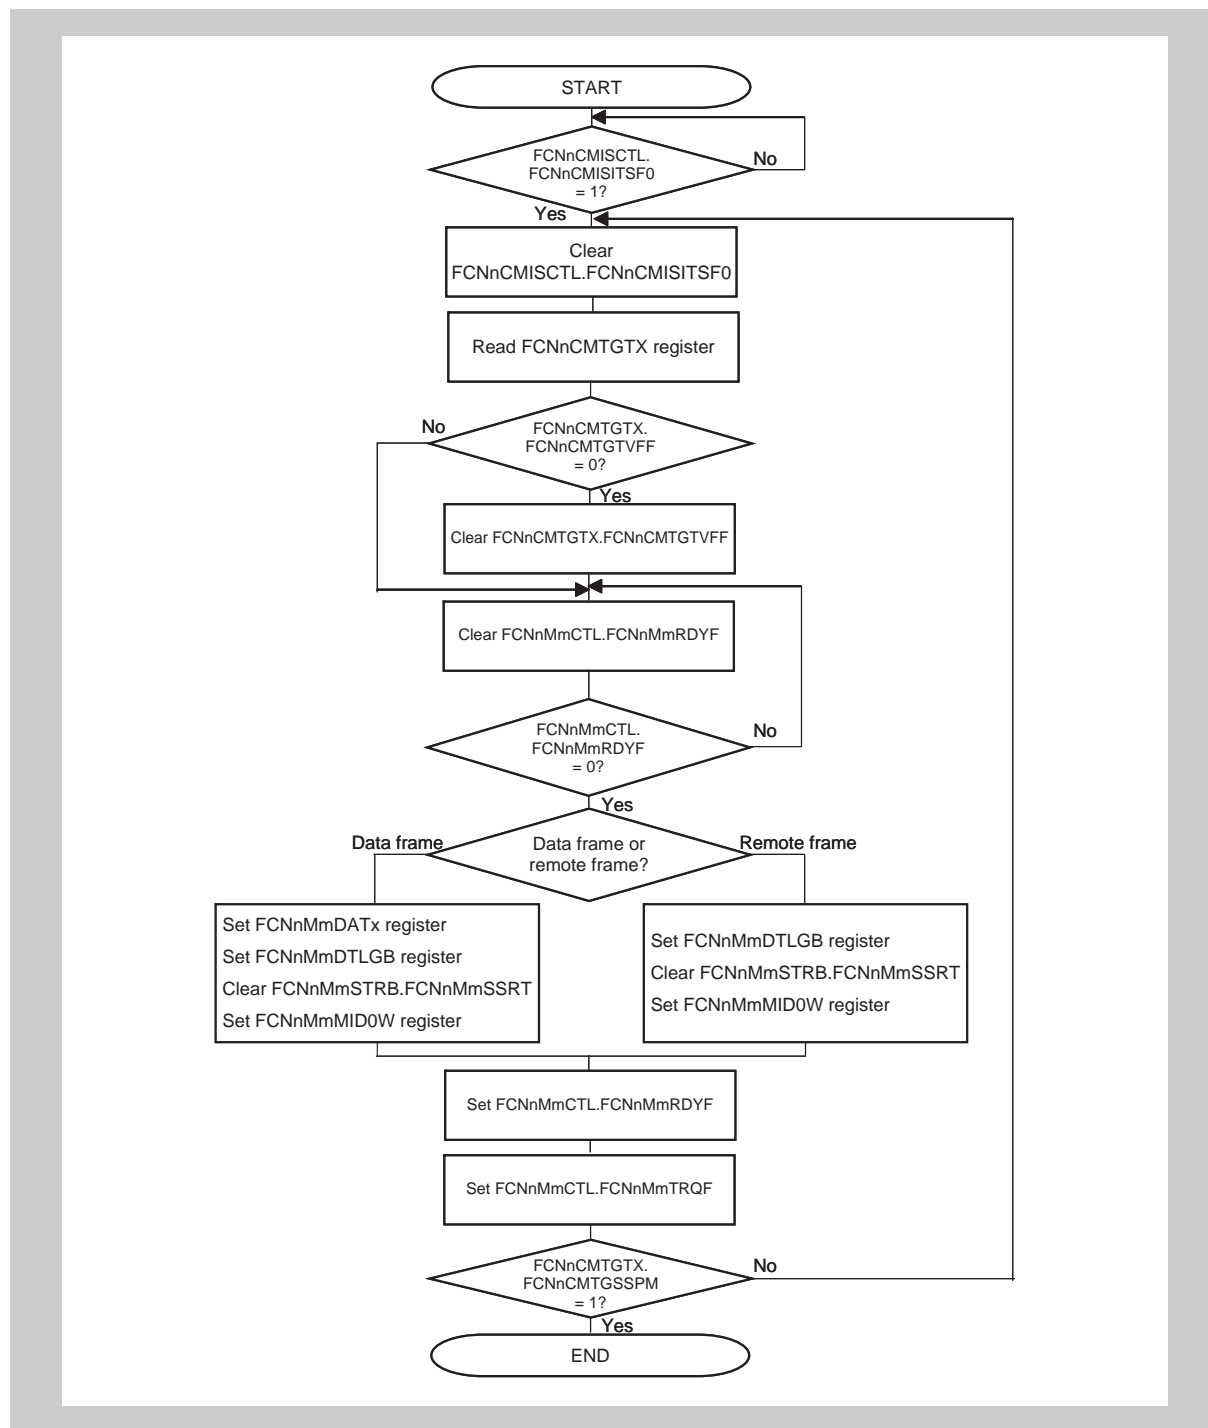 START
FCNnCMISCTL.
FCNnCMISITSF0
= 1?
No
Yes
Clear
FCNnCMISCTL.FCNnCMISITSF0
Read FCNnCMTGTX register
No
FCNnCMTGTX.
FCNnCMTGTVFF
= 0?
Yes
Clear FCNnCMTGTX.FCNnCMTGTVFF
Clear FCNnMmCTL.FCNnMmRDYF
FCNnMmCTL.
FCNnMmRDYF
= 0?
No
Yes
Data frame
Data frame or
remote frame?
Remote frame
Set FCNnMmDATx register
Set FCNnMmDTLGB register
Clear FCNnMmSTRB.FCNnMmSSRT
Set FCNnMmMID0W register
Set FCNnMmDTLGB register
Clear FCNnMmSTRB.FCNnMmSSRT
Set FCNnMmMID0W register
Set FCNnMmCTL.FCNnMmRDYF
Set FCNnMmCTL.FCNnMmTRQF
FCNnCMTGTX.
FCNnCMTGSSPM
= 1?
No
Yes
END